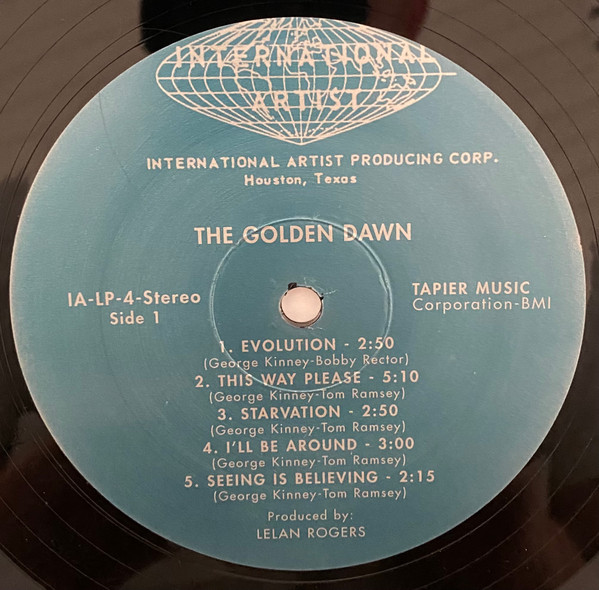 INTERNATIONAL
ARTIST
INTERNATIONAL ARTIST PRODUCING CORP.
Houston, Texas
THE GOLDEN DAWN
IA-LP-4-Stereo
Side 1
TAPIER MUSIC
Corporation-BMI
1. EVOLUTION - 2:50
(George Kinney-Bobby Rector)
2. THIS WAY PLEASE - 5:10
(George Kinney-Tom Ramsey)
3. STARVATION - 2:50
(George Kinney-Tom Ramsey)
4. I'LL BE AROUND - 3:00
(George Kinney-Tom Ramsey)
5. SEEING IS BELIEVING - 2:15
(George Kinney-Tom Ramsey)
Produced by:
LELAN ROGERS